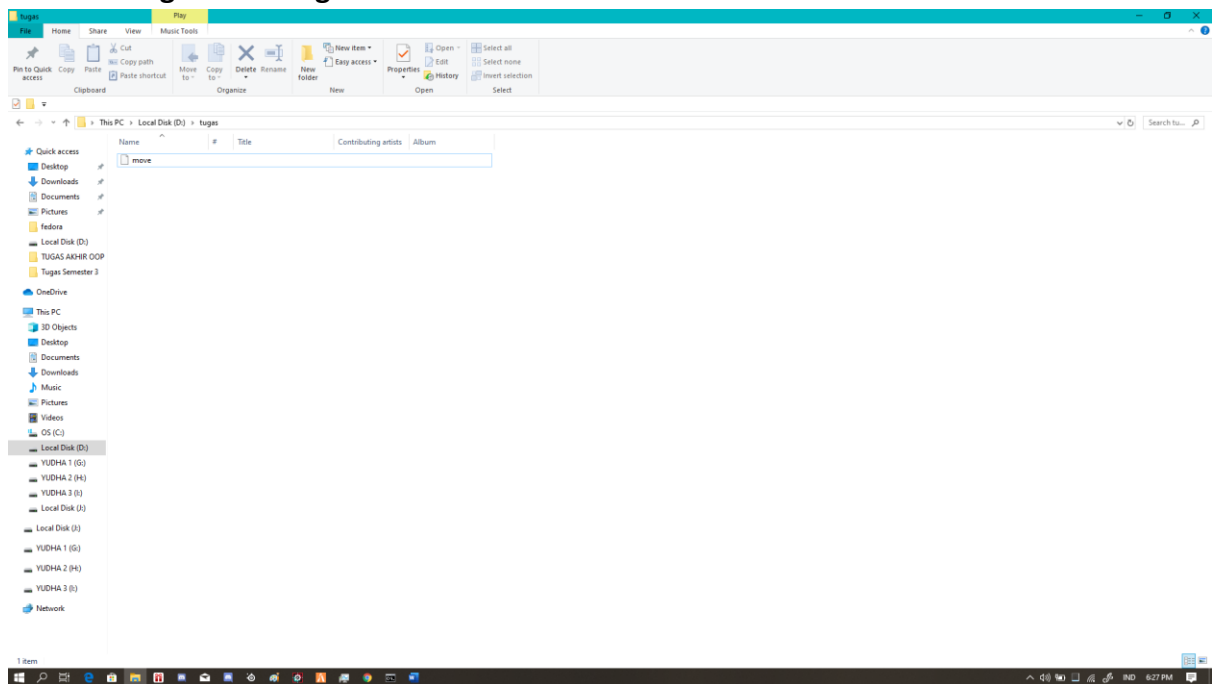 tugas Play
File Home Share View Music Tools
Pin to Quick access Copy Paste Cut Copy path Paste shortcut Move to Copy to Delete Rename New folder New item Easy access Properties Open Edit History Select all Select none Invert selection
Clipboard Organize New Open Select
This PC › Local Disk (D:) › tugas Search tu...
Name # Title Contributing artists Album
move
Quick access
Desktop
Downloads
Documents
Pictures
fedora
Local Disk (D:)
TUGAS AKHIR OOP
Tugas Semester 3
OneDrive
This PC
3D Objects
Desktop
Documents
Downloads
Music
Pictures
Videos
OS (C:)
Local Disk (D:)
YUDHA 1 (G:)
YUDHA 2 (H:)
YUDHA 3 (I:)
Local Disk (J:)
Local Disk (J:)
YUDHA 1 (G:)
YUDHA 2 (H:)
YUDHA 3 (I:)
Network
1 item
IND 6:27 PM